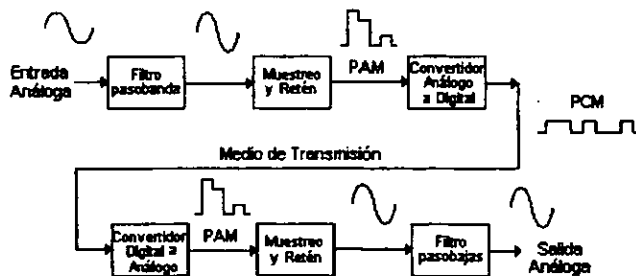 Entrada
Análoga
Filtro
pasobanda
Muestreo
y Retén
PAM
Convertidor
Análogo
a Digital
PCM
Medio de Transmisión
Convertidor
Digital a
Análogo
PAM
Muestreo
y Retén
Filtro
pasobajas
Salida
Análoga